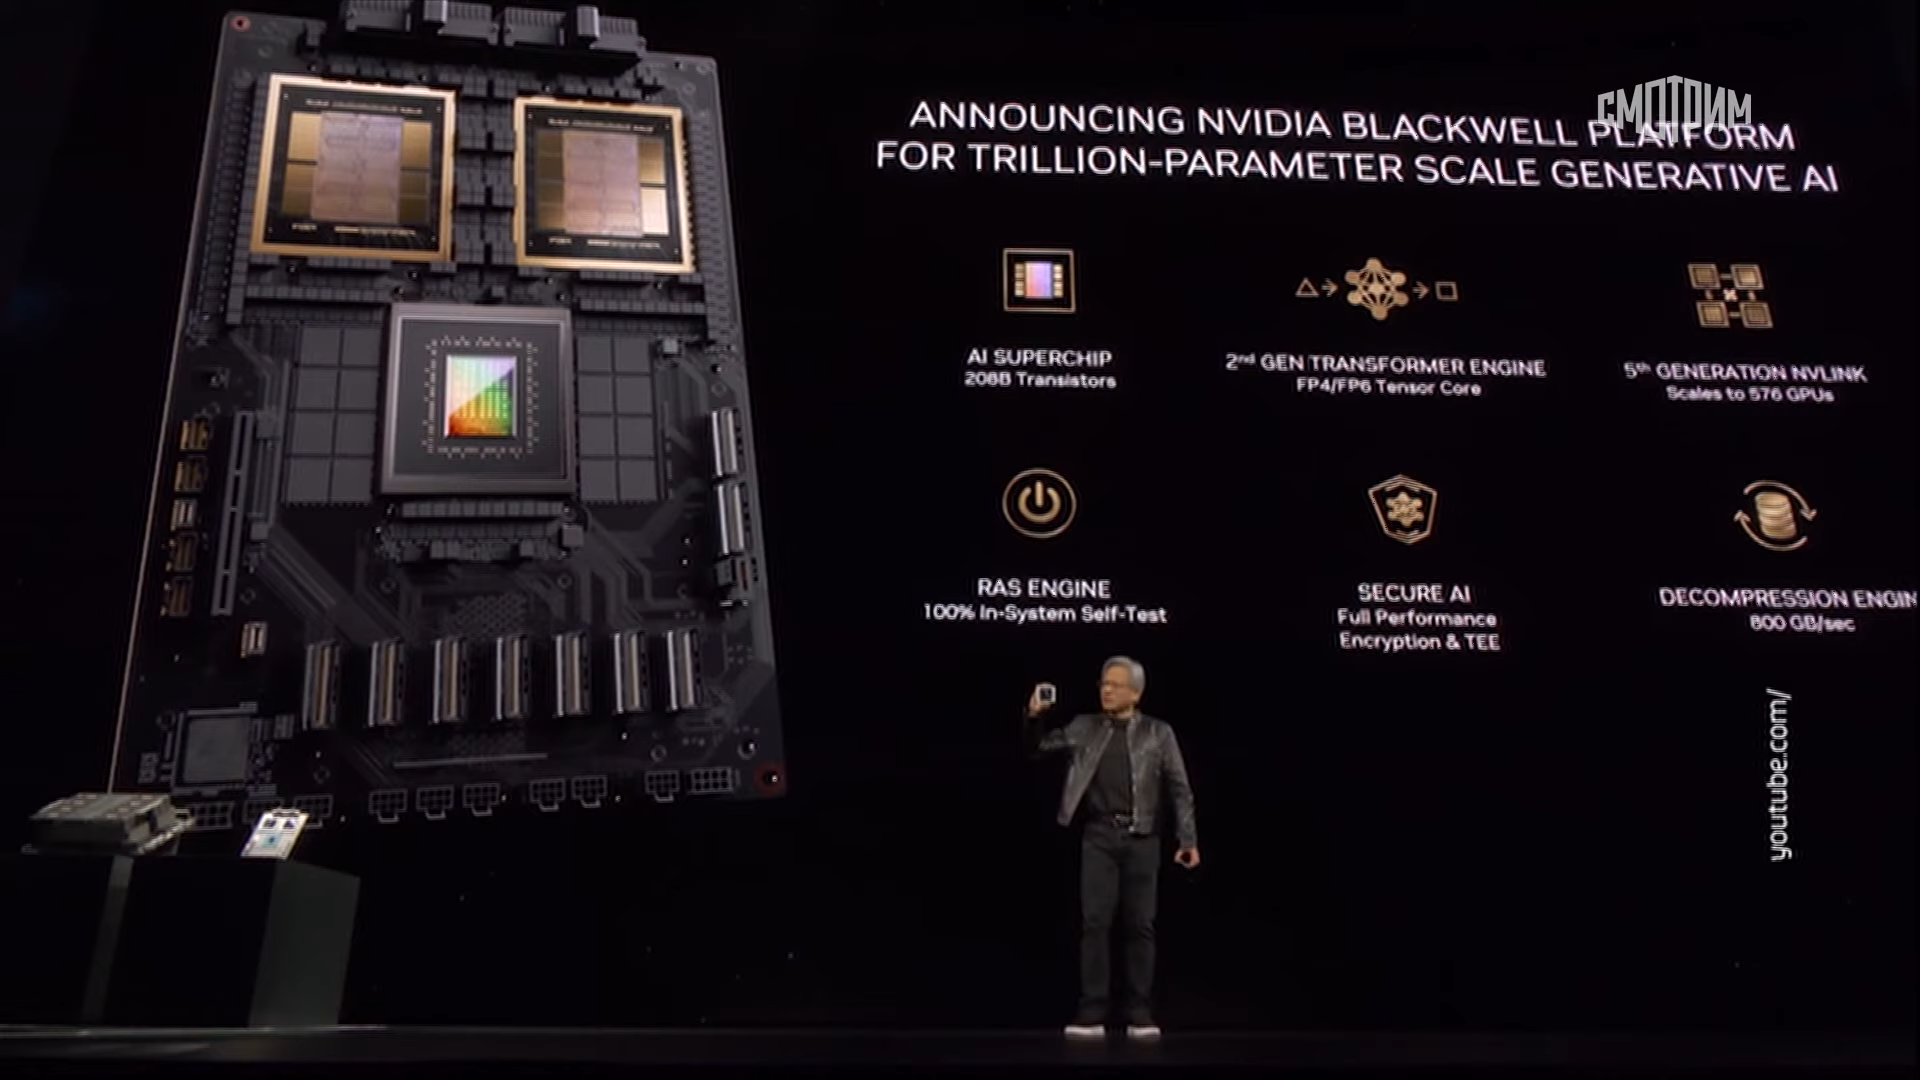 СМОТРИМ
ANNOUNCING NVIDIA BLACKWELL PLATFORM
FOR TRILLION-PARAMETER SCALE GENERATIVE AI
AI SUPERCHIP
208B Transistors
2nd GEN TRANSFORMER ENGINE
FP4/FP6 Tensor Core
5th GENERATION NVLINK
Scales to 576 GPUs
RAS ENGINE
100% In-System Self-Test
SECURE AI
Full Performance
Encryption & TEE
DECOMPRESSION ENGIN
800 GB/sec
youtube.com/